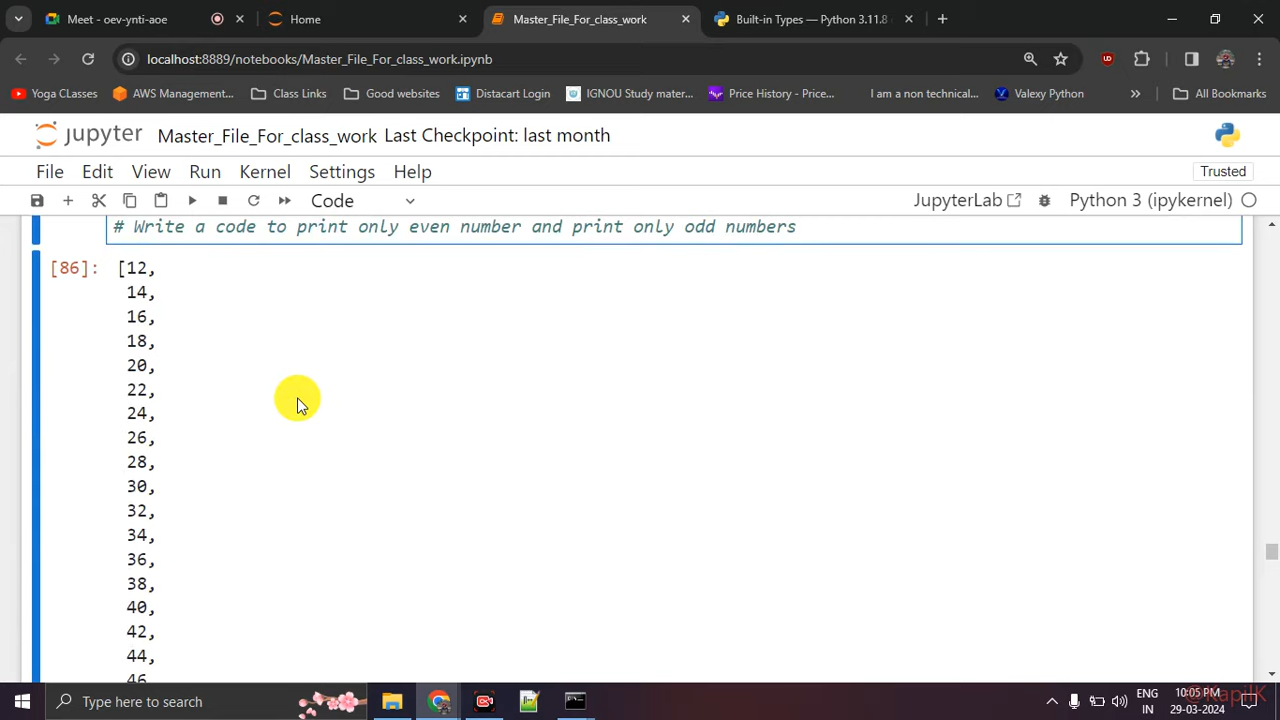 Meet - oev-ynti-aoe
Home
Master_File_For_class_work
Built-in Types — Python 3.11.8
localhost:8889/notebooks/Master_File_For_class_work.ipynb
UD
Yoga ClAsses
AWS Management...
Class Links
Good websites
Distacart Login
IGNOU Study mater...
Price History - Price...
I am a non technical...
Valexy Python
All Bookmarks
jupyter Master_File_For_class_work Last Checkpoint: last month
File Edit View Run Kernel Settings Help
Trusted
Code
JupyterLab
Python 3 (ipykernel)
# Write a code to print only even number and print only odd numbers
[86]: [12,
14,
16,
18,
20,
22,
24,
26,
28,
30,
32,
34,
36,
38,
40,
42,
44,
46,
Type here to search
ENG
IN
10:05 PM
29-03-2024
@KapilK